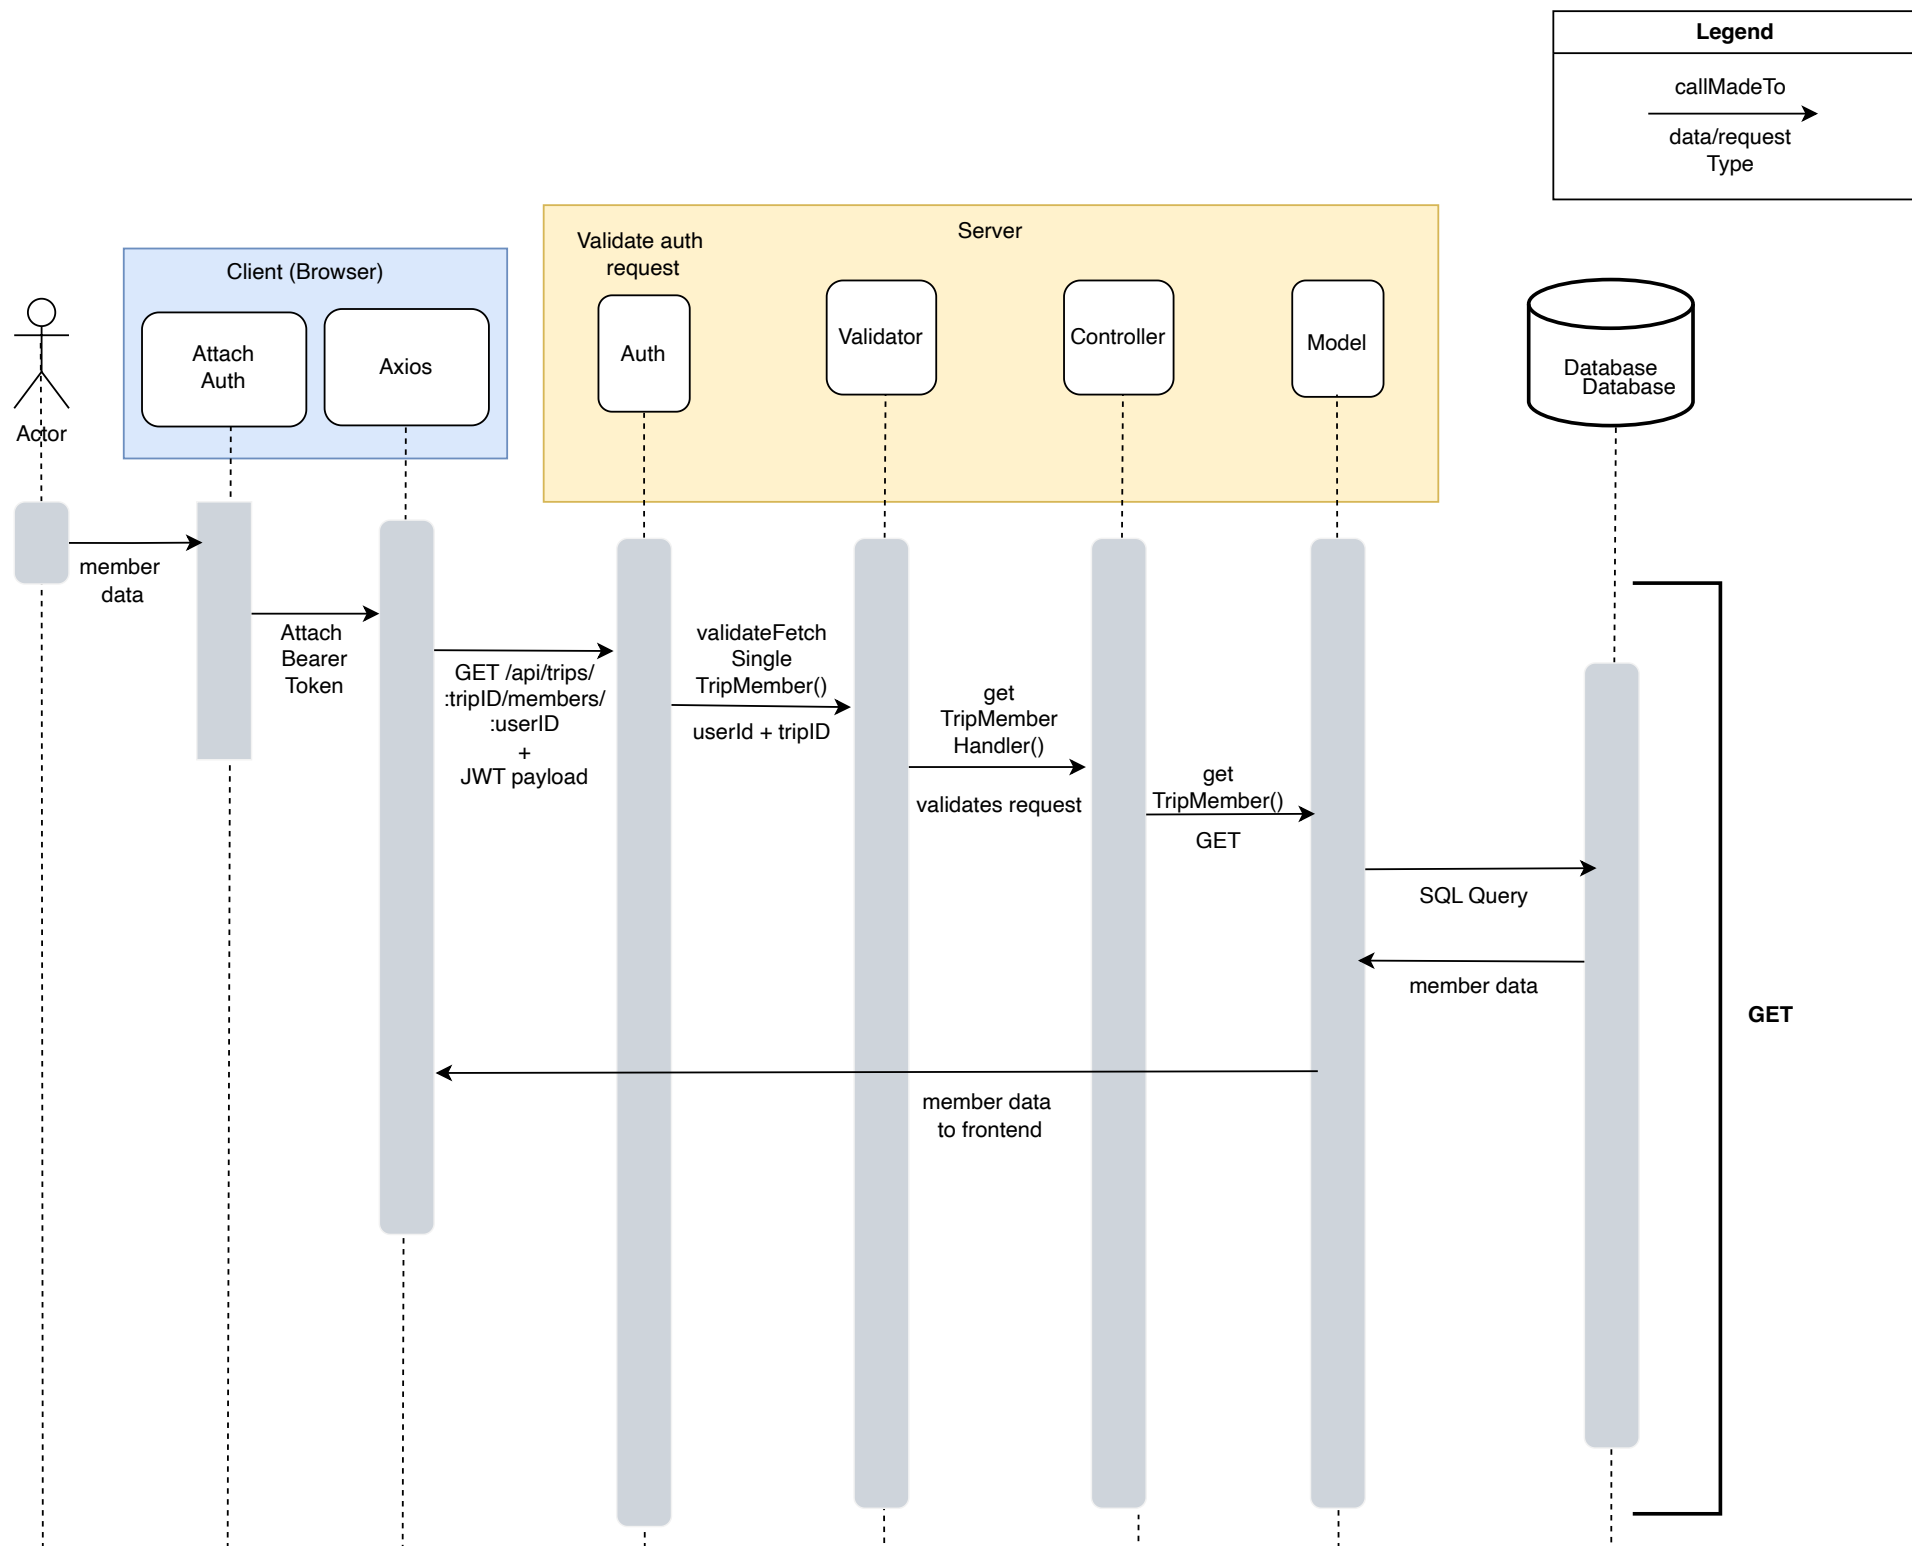 Legend
callMadeTo
data/request
Type
Server
Validate auth
request
Client (Browser)
Attach
Auth
Axios
Auth
Validator
Controller
Model
Database
Database
Actor
member
data
Attach
Bearer
Token
GET /api/trips/
:tripID/members/
:userID
+
JWT payload
validateFetch
Single
TripMember()
userId + tripID
get
TripMember
Handler()
validates request
get
TripMember()
GET
SQL Query
member data
GET
member data
to frontend